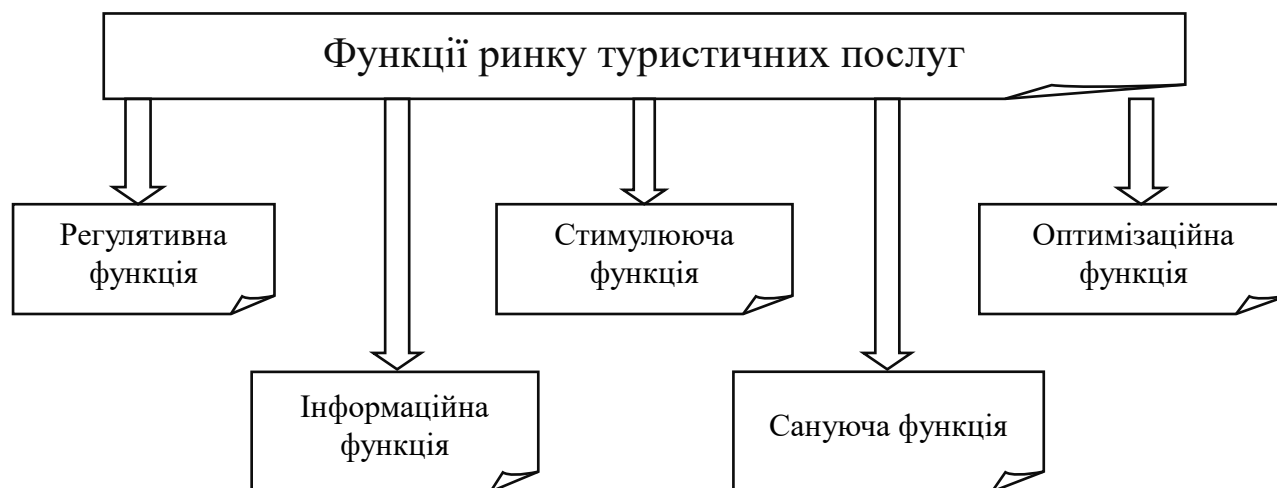 Функції ринку туристичних послуг
Регулятивна
функція
Стимулююча
функція
Оптимізаційна
функція
Інформаційна
функція
Сануюча функція